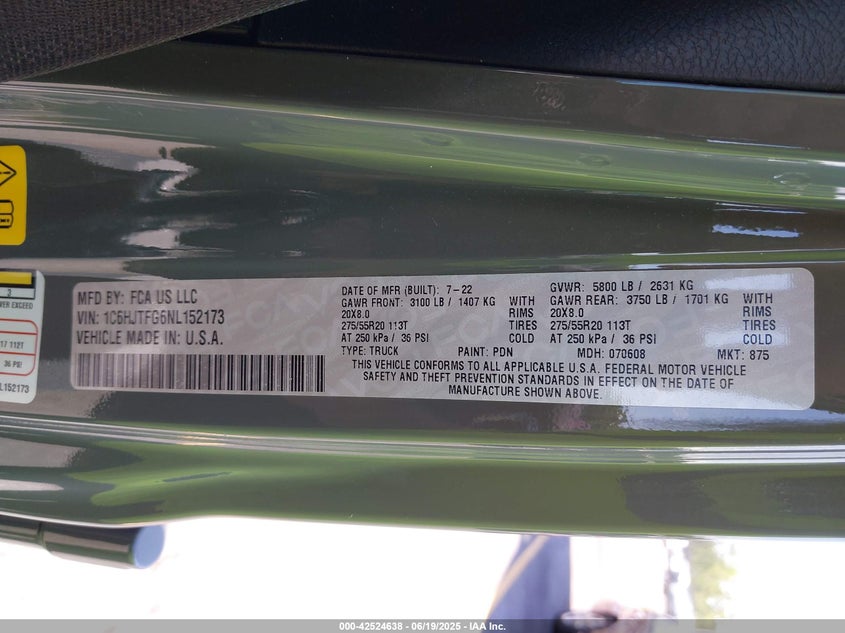 3
VER EXCEED
17 112T
36 PSI
L152173
MFD BY: FCA US LLC
VIN: 1C6HJTFG6NL152173
VEHICLE MADE IN: U.S.A.
DATE OF MFR (BUILT): 7-22
GAWR FRONT: 3100 LB / 1407 KG WITH
20X8.0 RIMS
275/55R20 113T TIRES
AT 250 kPa / 36 PSI COLD
TYPE: TRUCK PAINT: PDN
GVWR: 5800 LB / 2631 KG
GAWR REAR: 3750 LB / 1701 KG WITH
20X8.0 RIMS
275/55R20 113T TIRES
AT 250 kPa / 36 PSI COLD
MDH: 070608 MKT: 875
THIS VEHICLE CONFORMS TO ALL APPLICABLE U.S.A. FEDERAL MOTOR VEHICLE
SAFETY AND THEFT PREVENTION STANDARDS IN EFFECT ON THE DATE OF
MANUFACTURE SHOWN ABOVE.
000-42524638 - 06/19/2025 - IAA Inc.